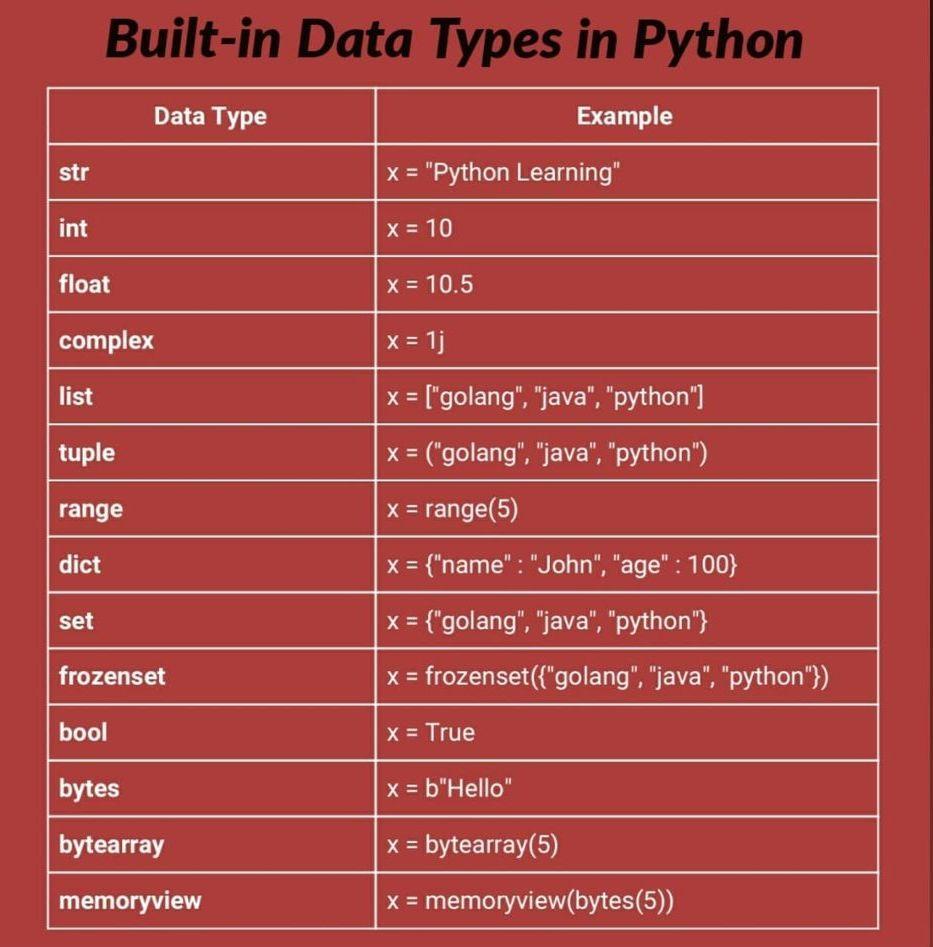 Built-in Data Types in Python
Data Type Example
str x = "Python Learning"
int x = 10
float x = 10.5
complex x = 1j
list x = ["golang", "java", "python"]
tuple x = ("golang", "java", "python")
range x = range(5)
dict x = {"name" : "John", "age" : 100}
set x = {"golang", "java", "python"}
frozenset x = frozenset({"golang", "java", "python"})
bool x = True
bytes x = b"Hello"
bytearray x = bytearray(5)
memoryview x = memoryview(bytes(5))